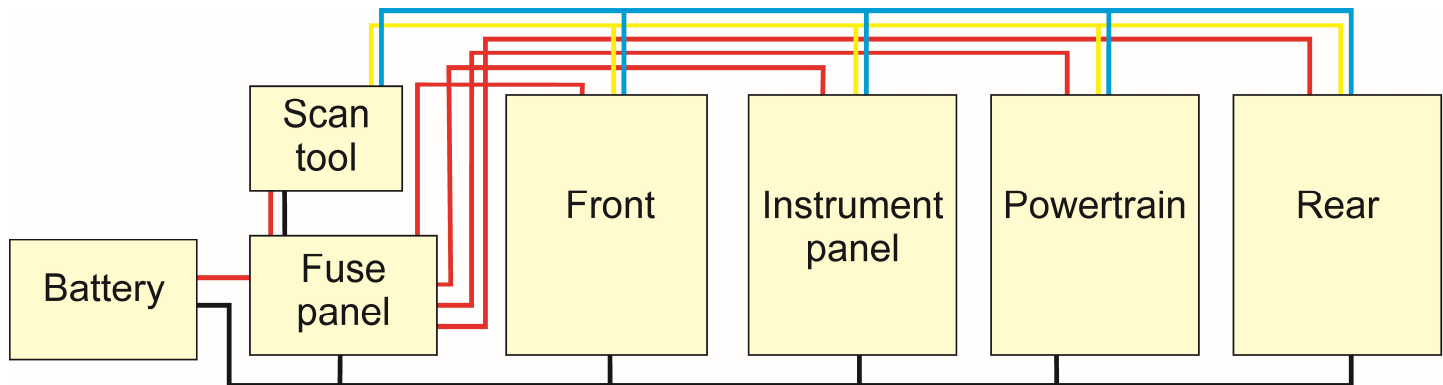 Scan
tool
Battery
Fuse
panel
Front
Instrument
panel
Powertrain
Rear